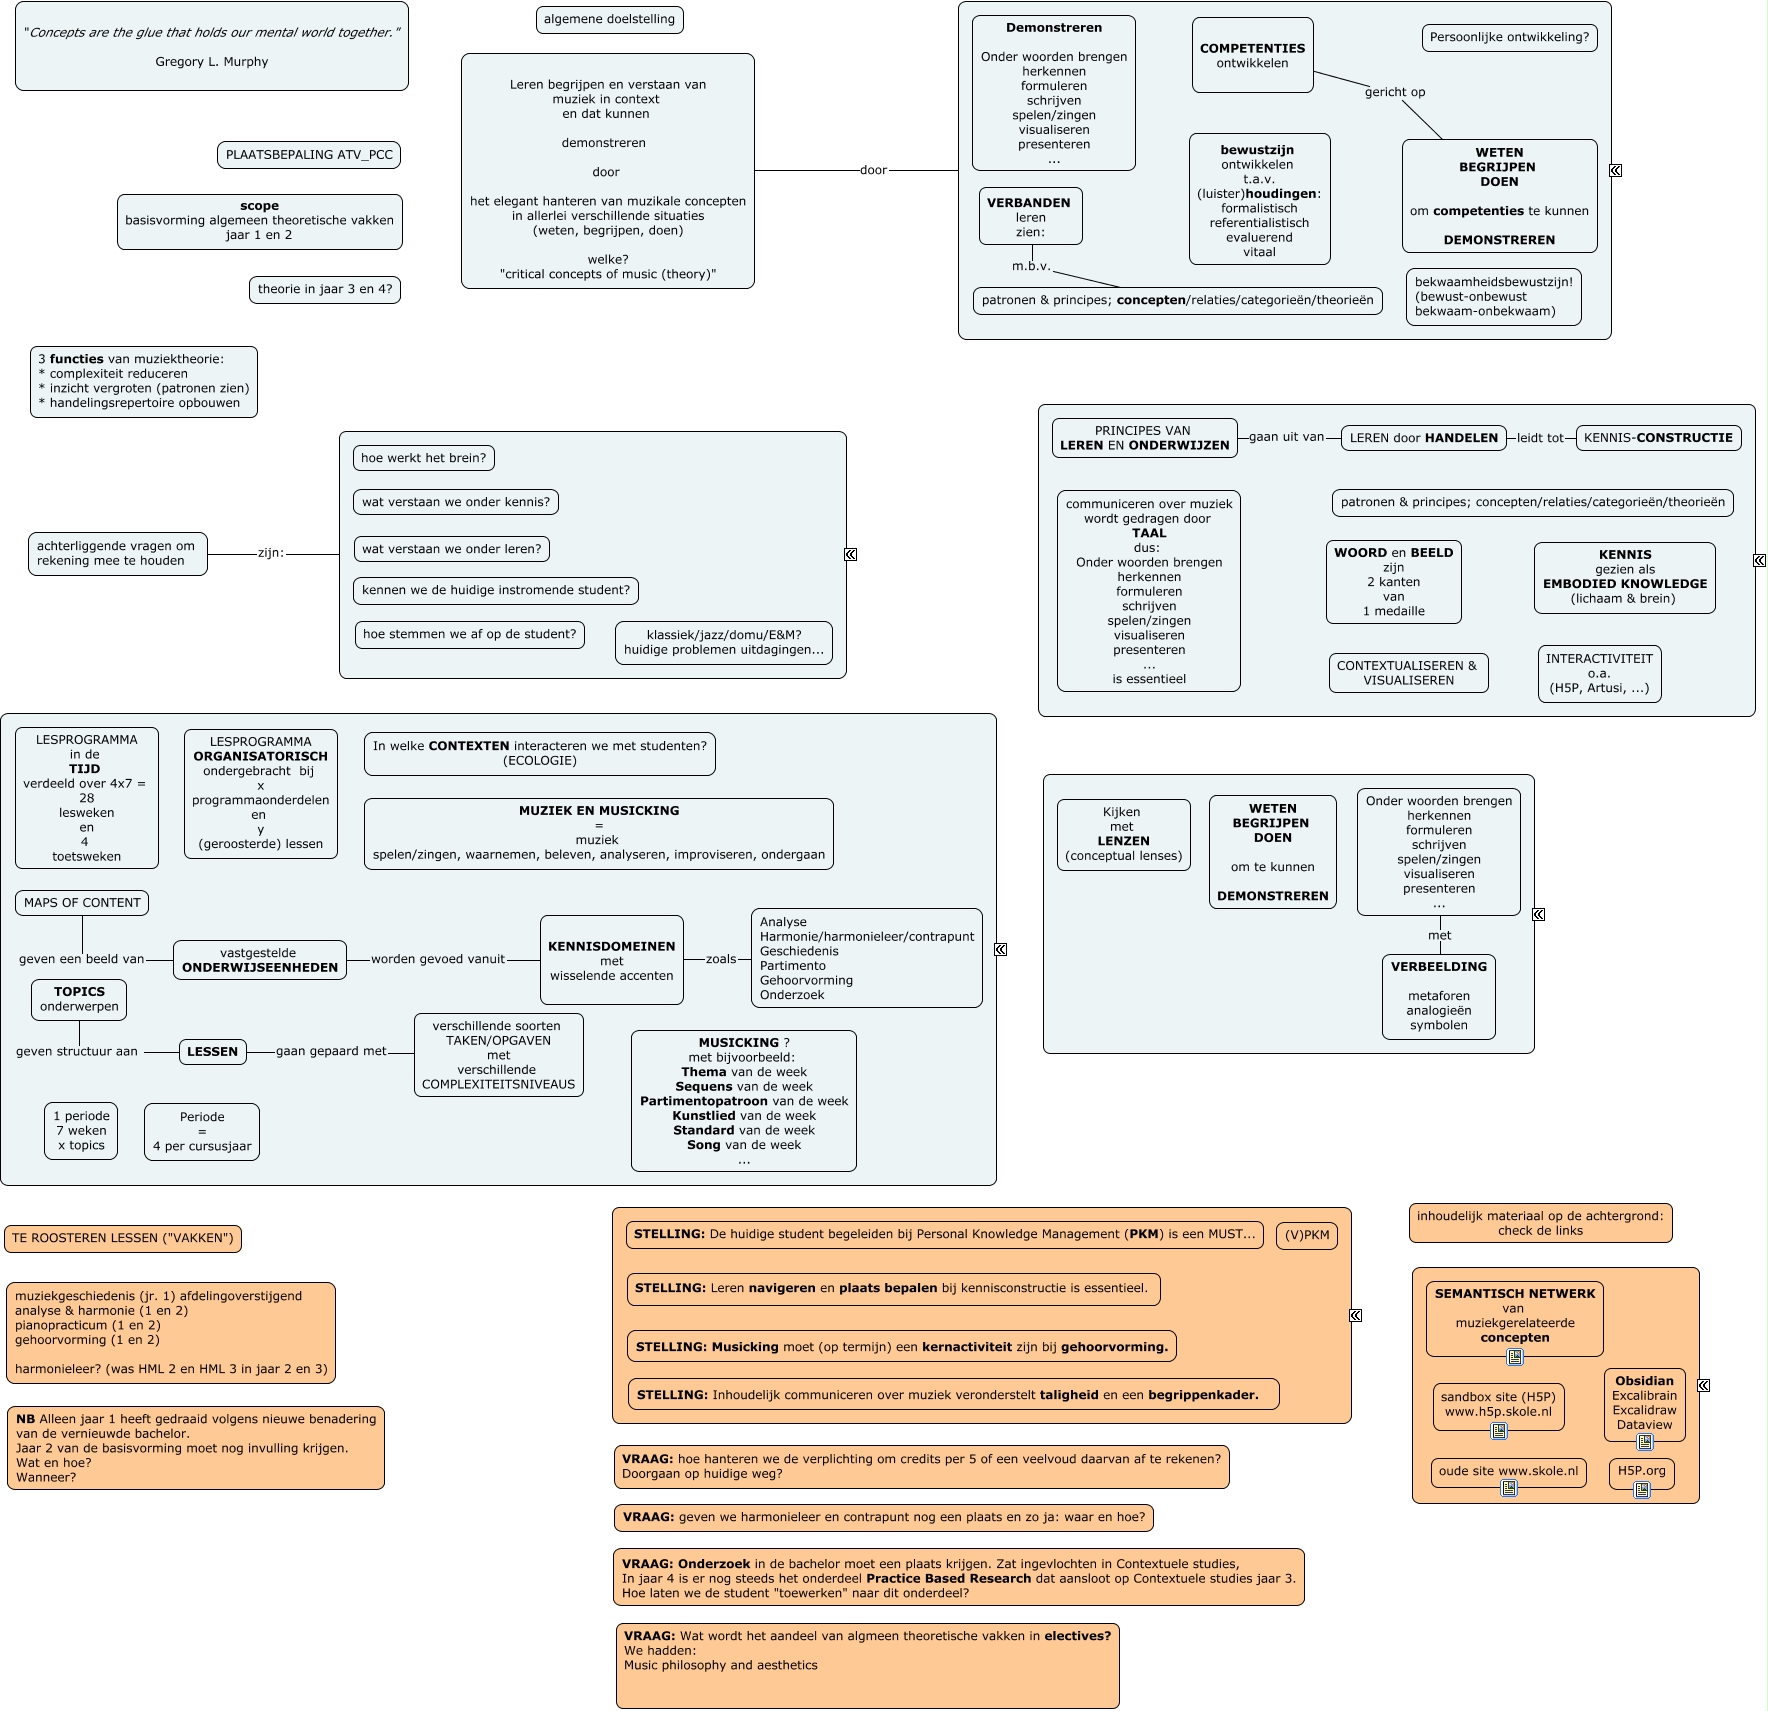 "Concepts are the glue that holds our mental world together."
Gregory L. Murphy
algemene doelstelling
Leren begrijpen en verstaan van
muziek in context
en dat kunnen
demonstreren
door
het elegant hanteren van muzikale concepten
in allerlei verschillende situaties
(weten, begrijpen, doen)
welke?
"critical concepts of music (theory)"
door
Demonstreren
Onder woorden brengen
herkennen
formuleren
schrijven
spelen/zingen
visualiseren
presenteren
...
COMPETENTIES
ontwikkelen
Persoonlijke ontwikkeling?
gericht op
WETEN
BEGRIJPEN
DOEN
om competenties te kunnen
DEMONSTREREN
bewustzijn
ontwikkelen
t.a.v.
(luister)houdingen:
formalistisch
referentialistisch
evaluerend
vitaal
VERBANDEN
leren
zien:
m.b.v.
patronen & principes; concepten/relaties/categorieën/theorieën
bekwaamheidsbewustzijn!
(bewust-onbewust
bekwaam-onbekwaam)
PLAATSBEPALING ATV_PCC
scope
basisvorming algemeen theoretische vakken
jaar 1 en 2
theorie in jaar 3 en 4?
3 functies van muziektheorie:
* complexiteit reduceren
* inzicht vergroten (patronen zien)
* handelingsrepertoire opbouwen
achterliggende vragen om
rekening mee te houden
zijn:
hoe werkt het brein?
wat verstaan we onder kennis?
wat verstaan we onder leren?
kennen we de huidige instromende student?
hoe stemmen we af op de student?
klassiek/jazz/domu/E&M?
huidige problemen uitdagingen...
PRINCIPES VAN
LEREN EN ONDERWIJZEN
gaan uit van
LEREN door HANDELEN
leidt tot
KENNIS-CONSTRUCTIE
communiceren over muziek
wordt gedragen door
TAAL
dus:
Onder woorden brengen
herkennen
formuleren
schrijven
spelen/zingen
visualiseren
presenteren
...
is essentieel
patronen & principes; concepten/relaties/categorieën/theorieën
WOORD en BEELD
zijn
2 kanten
van
1 medaille
KENNIS
gezien als
EMBODIED KNOWLEDGE
(lichaam & brein)
CONTEXTUALISEREN &
VISUALISEREN
INTERACTIVITEIT
o.a.
(H5P, Artusi, ...)
LESPROGRAMMA
in de
TIJD
verdeeld over 4x7 =
28
lesweken
en
4
toetsweken
LESPROGRAMMA
ORGANISATORISCH
ondergebracht bij
x
programmaonderdelen
en
y
(geroosterde) lessen
In welke CONTEXTEN interacteren we met studenten?
(ECOLOGIE)
MUZIEK EN MUSICKING
=
muziek
spelen/zingen, waarnemen, beleven, analyseren, improviseren, ondergaan
MAPS OF CONTENT
geven een beeld van
vastgestelde
ONDERWIJSEENHEDEN
worden gevoed vanuit
KENNISDOMEINEN
met
wisselende accenten
zoals
Analyse
Harmonie/harmonieleer/contrapunt
Geschiedenis
Partimento
Gehoorvorming
Onderzoek
TOPICS
onderwerpen
geven structuur aan
LESSEN
gaan gepaard met
verschillende soorten
TAKEN/OPGAVEN
met
verschillende
COMPLEXITEITSNIVEAUS
MUSICKING ?
met bijvoorbeeld:
Thema van de week
Sequens van de week
Partimentopatroon van de week
Kunstlied van de week
Standard van de week
Song van de week
...
1 periode
7 weken
x topics
Periode
=
4 per cursusjaar
Kijken
met
LENZEN
(conceptual lenses)
WETEN
BEGRIJPEN
DOEN
om te kunnen
DEMONSTREREN
Onder woorden brengen
herkennen
formuleren
schrijven
spelen/zingen
visualiseren
presenteren
...
met
VERBEELDING
metaforen
analogieën
symbolen
TE ROOSTEREN LESSEN ("VAKKEN")
muziekgeschiedenis (jr. 1) afdelingoverstijgend
analyse & harmonie (1 en 2)
pianopracticum (1 en 2)
gehoorvorming (1 en 2)
harmonieleer? (was HML 2 en HML 3 in jaar 2 en 3)
NB Alleen jaar 1 heeft gedraaid volgens nieuwe benadering
van de vernieuwde bachelor.
Jaar 2 van de basisvorming moet nog invulling krijgen.
Wat en hoe?
Wanneer?
STELLING: De huidige student begeleiden bij Personal Knowledge Management (PKM) is een MUST...
(V)PKM
STELLING: Leren navigeren en plaats bepalen bij kennisconstructie is essentieel.
STELLING: Musicking moet (op termijn) een kernactiviteit zijn bij gehoorvorming.
STELLING: Inhoudelijk communiceren over muziek veronderstelt taligheid en een begrippenkader.
VRAAG: hoe hanteren we de verplichting om credits per 5 of een veelvoud daarvan af te rekenen?
Doorgaan op huidige weg?
VRAAG: geven we harmonieleer en contrapunt nog een plaats en zo ja: waar en hoe?
VRAAG: Onderzoek in de bachelor moet een plaats krijgen. Zat ingevlochten in Contextuele studies,
In jaar 4 is er nog steeds het onderdeel Practice Based Research dat aansloot op Contextuele studies jaar 3.
Hoe laten we de student "toewerken" naar dit onderdeel?
VRAAG: Wat wordt het aandeel van algmeen theoretische vakken in electives?
We hadden:
Music philosophy and aesthetics
inhoudelijk materiaal op de achtergrond:
check de links
SEMANTISCH NETWERK
van
muziekgerelateerde
concepten
sandbox site (H5P)
www.h5p.skole.nl
Obsidian
Excalibrain
Excalidraw
Dataview
oude site www.skole.nl
H5P.org